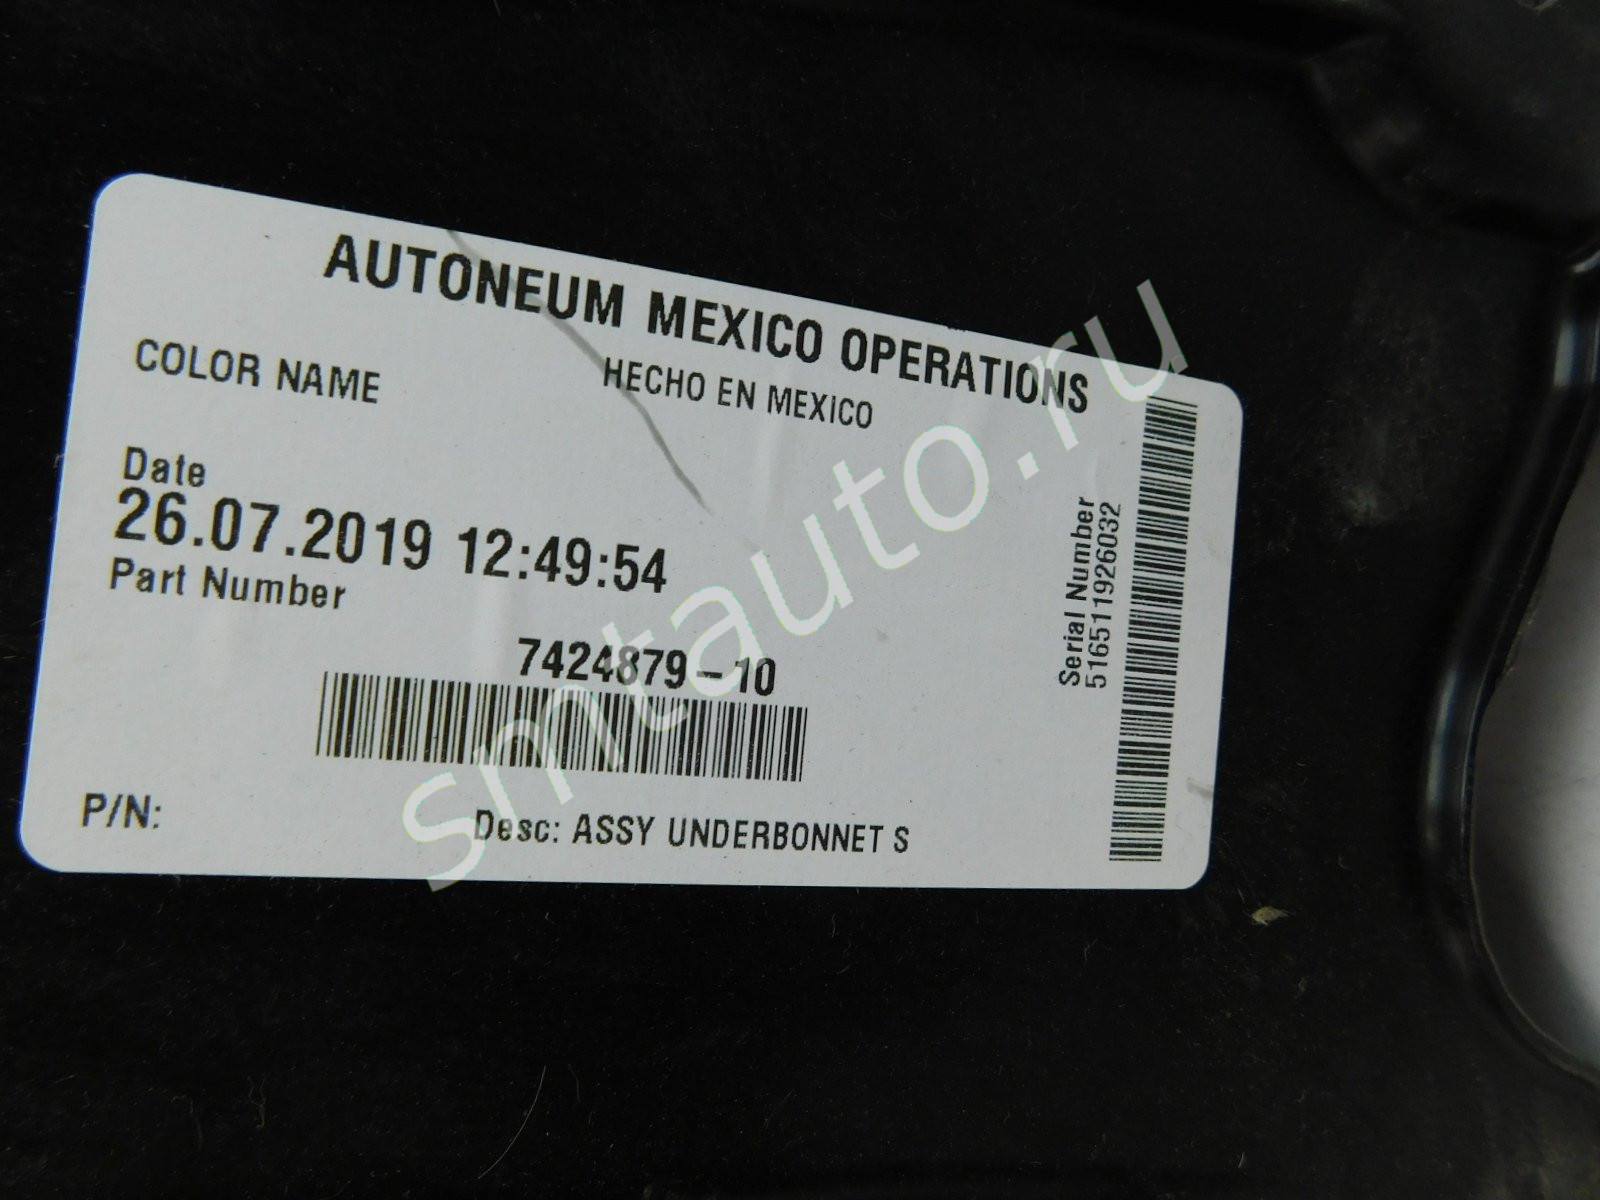 AUTONEUM MEXICO OPERATIONS
COLOR NAME
HECHO EN MEXICO
Date
26.07.2019 12:49:54
Part Number
7424879-10
P/N:
Desc: ASSY UNDERBONNET S
Serial Number
516511926032
smtauto.ru